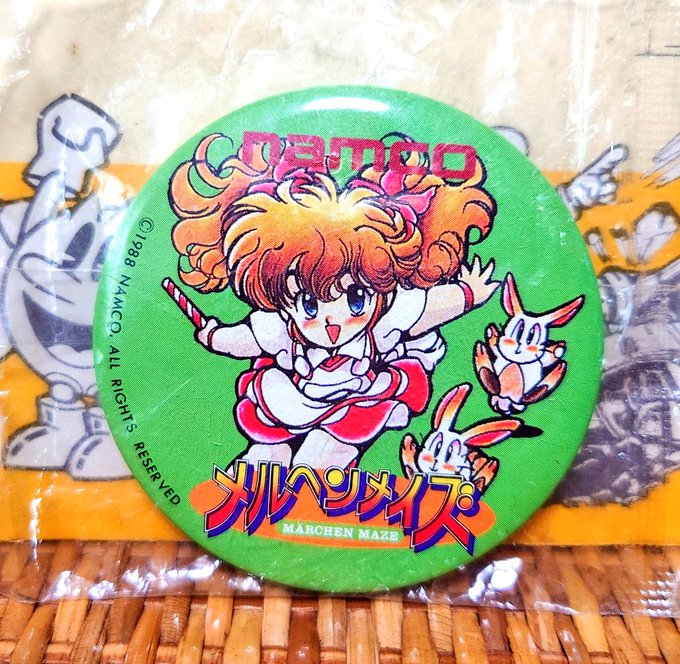 namco
©1988 NAMCO, ALL RIGHTS RESERVED
メルヘンメイズ
MÄRCHEN MAZE